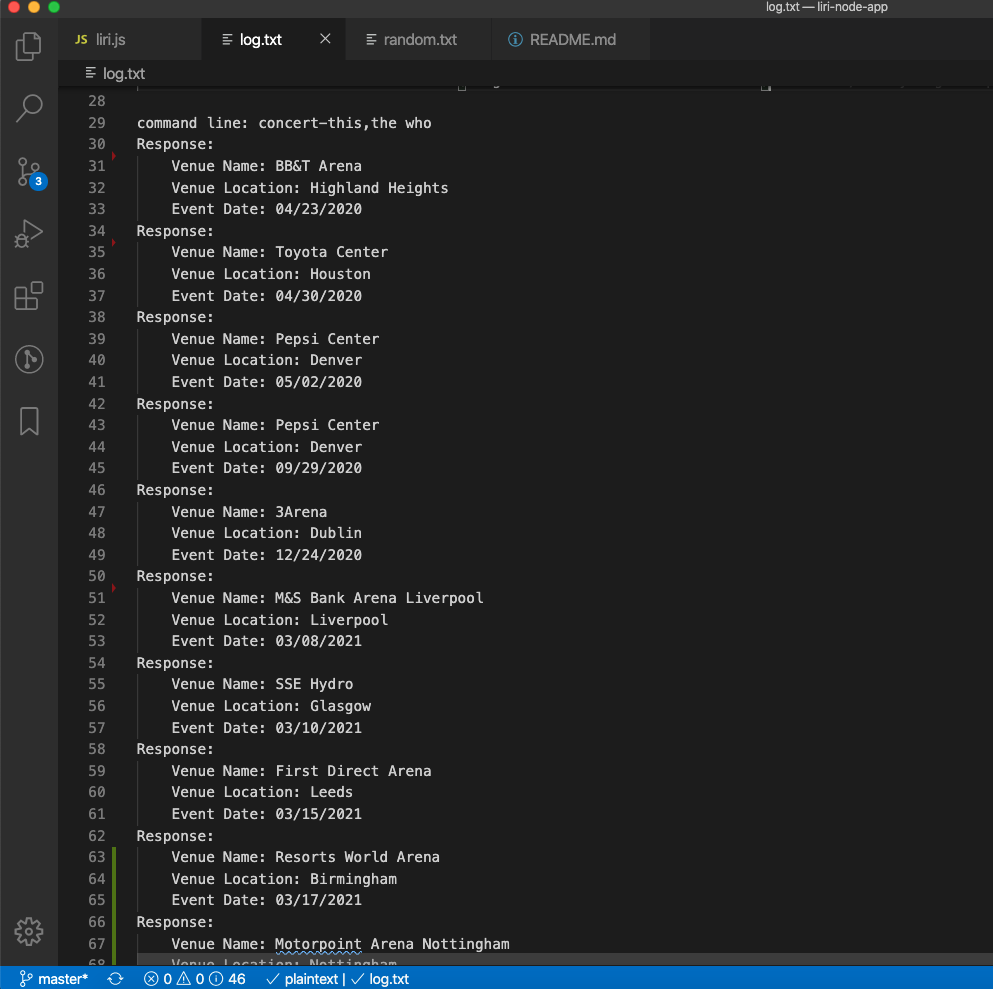 log.txt — liri-node-app
JS liri.js
log.txt
random.txt
README.md
log.txt
28
29 command line: concert-this,the who
30 Response:
31 Venue Name: BB&T Arena
32 Venue Location: Highland Heights
33 Event Date: 04/23/2020
34 Response:
35 Venue Name: Toyota Center
36 Venue Location: Houston
37 Event Date: 04/30/2020
38 Response:
39 Venue Name: Pepsi Center
40 Venue Location: Denver
41 Event Date: 05/02/2020
42 Response:
43 Venue Name: Pepsi Center
44 Venue Location: Denver
45 Event Date: 09/29/2020
46 Response:
47 Venue Name: 3Arena
48 Venue Location: Dublin
49 Event Date: 12/24/2020
50 Response:
51 Venue Name: M&S Bank Arena Liverpool
52 Venue Location: Liverpool
53 Event Date: 03/08/2021
54 Response:
55 Venue Name: SSE Hydro
56 Venue Location: Glasgow
57 Event Date: 03/10/2021
58 Response:
59 Venue Name: First Direct Arena
60 Venue Location: Leeds
61 Event Date: 03/15/2021
62 Response:
63 Venue Name: Resorts World Arena
64 Venue Location: Birmingham
65 Event Date: 03/17/2021
66 Response:
67 Venue Name: Motorpoint Arena Nottingham
68 Venue Location: Nottingham
3
master* 0 0 46 plaintext | log.txt